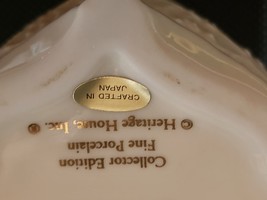 Collector Edition
Fine Porcelain
© Heritage House, Inc. ®
CRAFTED IN
JAPAN